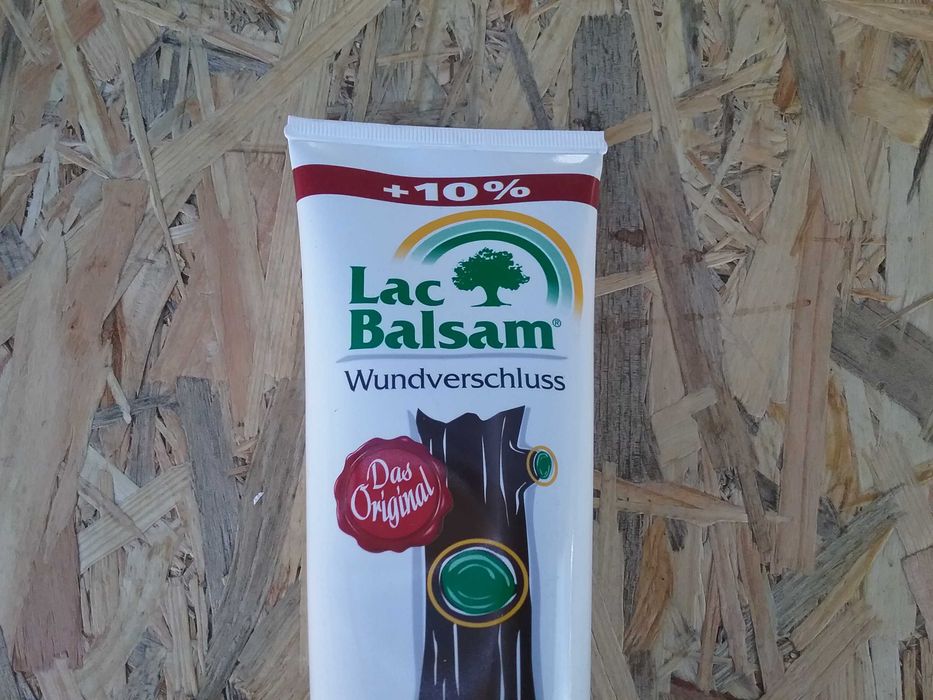 +10%
Lac
Balsam®
Wundverschluss
Das
Original